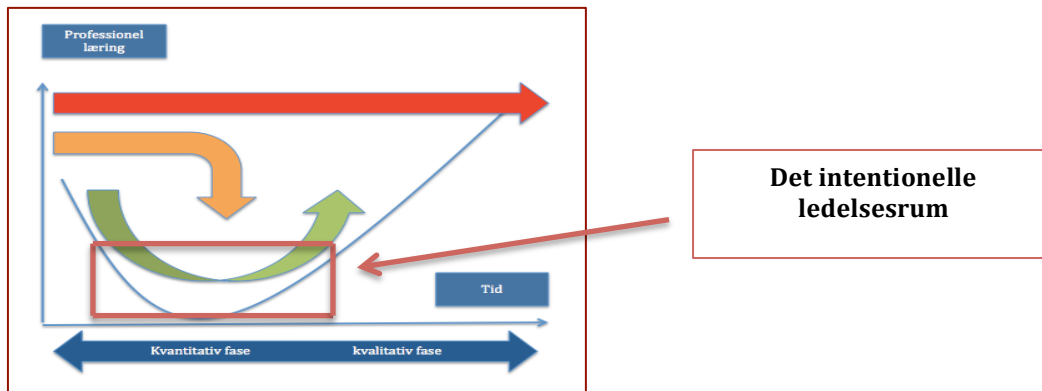 Professionel
læring
Det intentionelle
ledelsesrum
Tid
Kvantitativ fase
kvalitativ fase